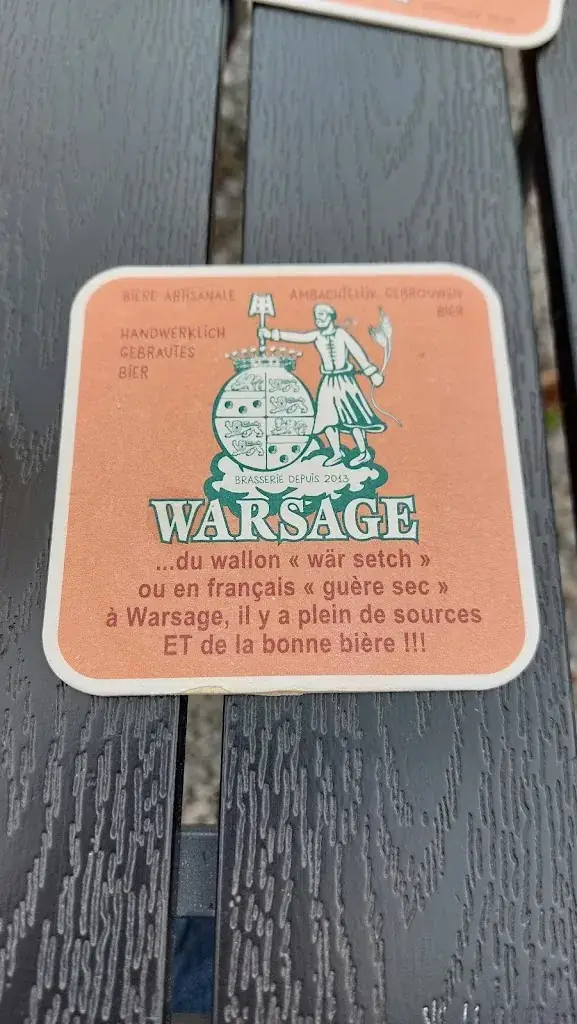 BIÈRE ARTISANALE
AMBACHTELIJK GEBROUWEN
BIER
HANDWERKLICH
GEBRAUTES
BIER
BRASSERIE DEPUIS 2013
WARSAGE
...du wallon « wär setch »
ou en français « guère sec »
à Warsage, il y a plein de sources
ET de la bonne bière !!!